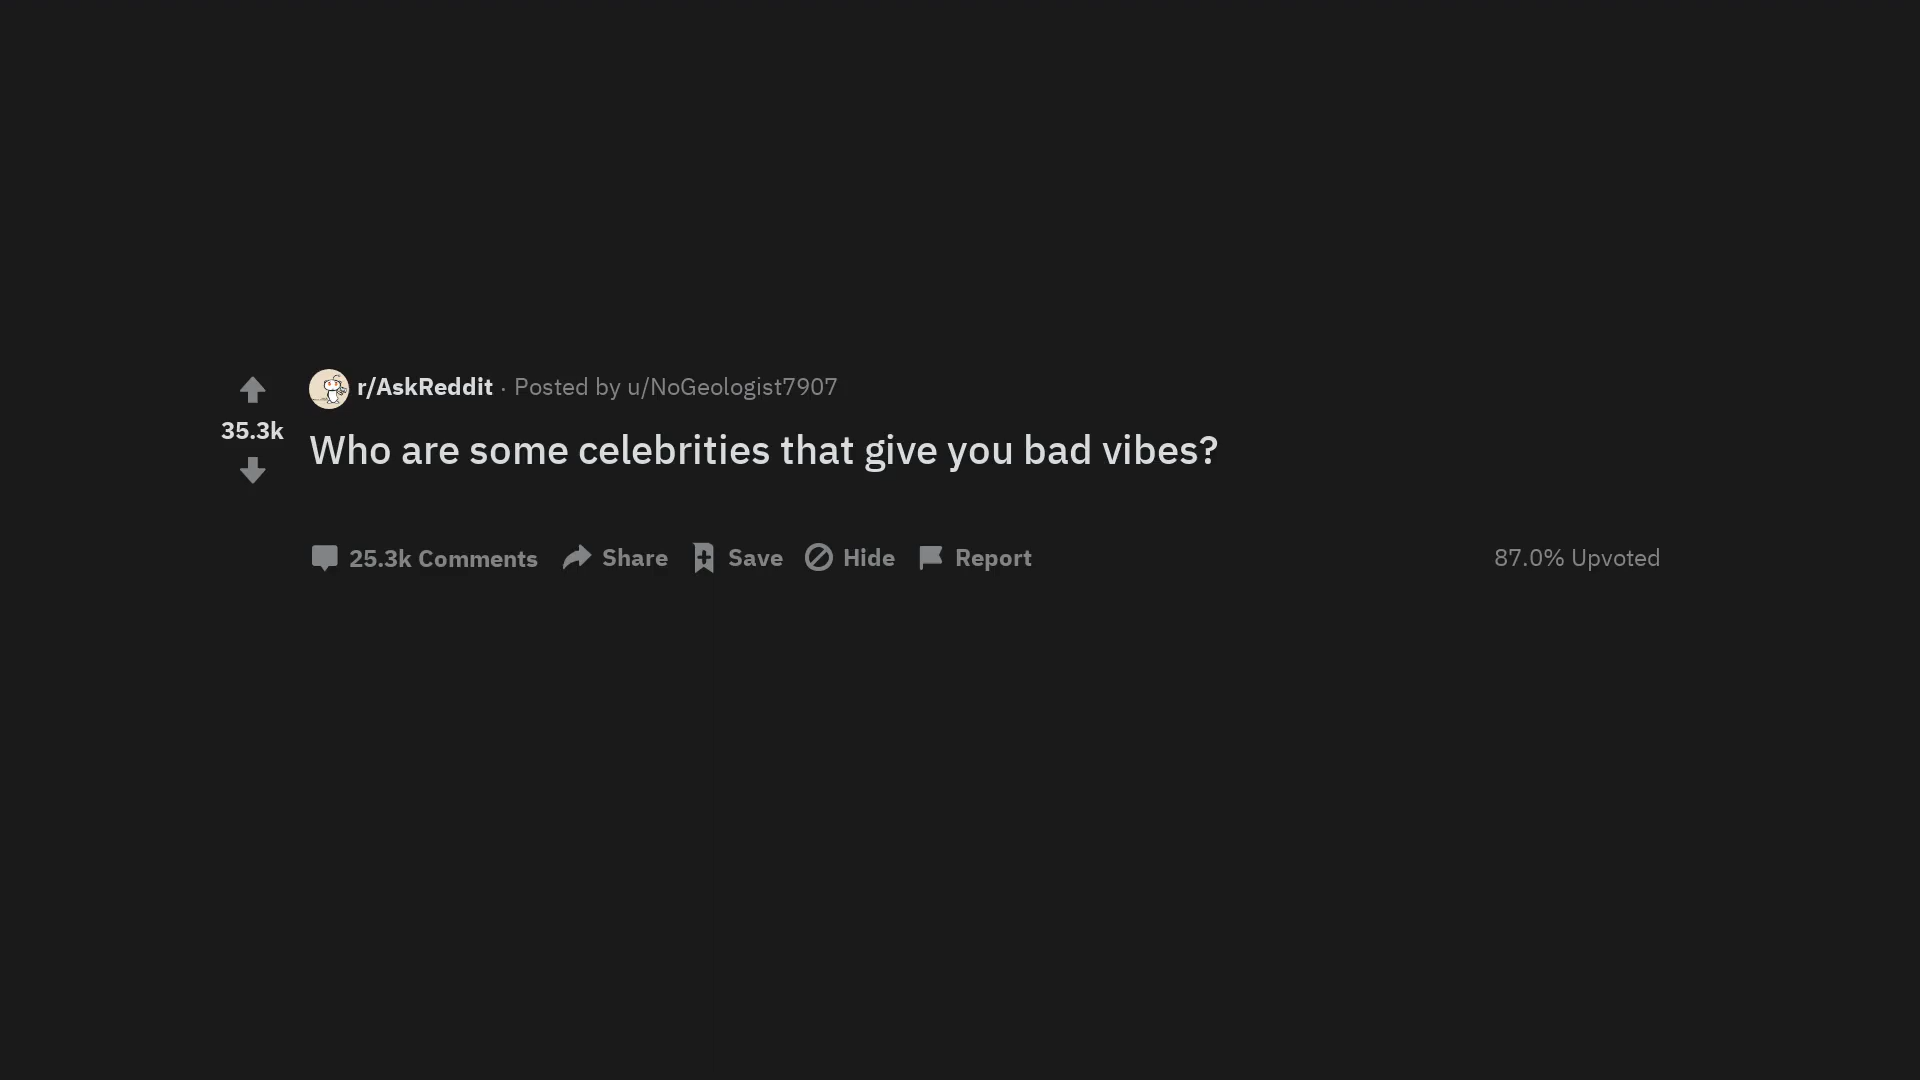 r/AskReddit · Posted by u/NoGeologist7907
35.3k
Who are some celebrities that give you bad vibes?
25.3k Comments Share Save Hide Report 87.0% Upvoted